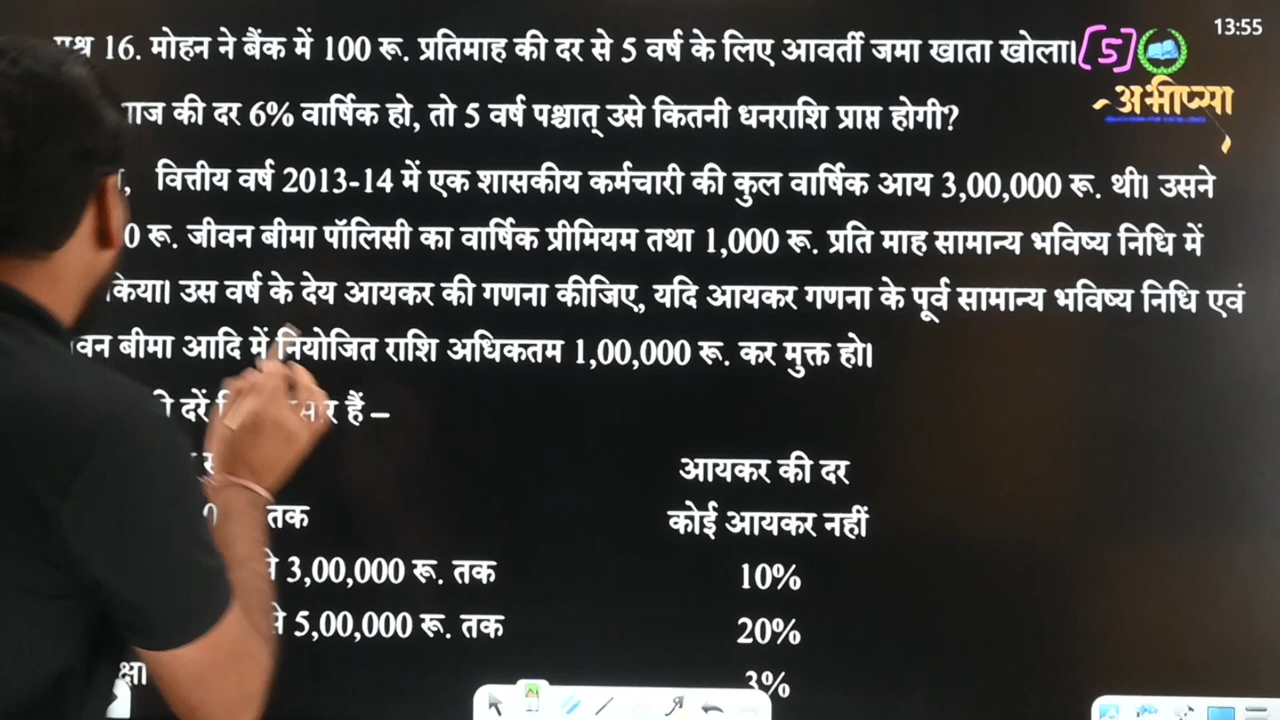 13:55
प्रश्न 16. मोहन ने बैंक में 100 रू. प्रतिमाह की दर से 5 वर्ष के लिए आवर्ती जमा खाता खोला। [5]
अभीप्सा
की दर 6% वार्षिक हो, तो 5 वर्ष पश्चात् उसे कितनी धनराशि प्राप्त होगी?
वित्तीय वर्ष 2013-14 में एक शासकीय कर्मचारी की कुल वार्षिक आय 3,00,000 रू. थी। उसने
रू. जीवन बीमा पॉलिसी का वार्षिक प्रीमियम तथा 1,000 रू. प्रति माह सामान्य भविष्य निधि में
किया। उस वर्ष के देय आयकर की गणना कीजिए, यदि आयकर गणना के पूर्व सामान्य भविष्य निधि एवं
बीमा आदि में नियोजित राशि अधिकतम 1,00,000 रू. कर मुक्त हो।
दरें हैं –
आयकर की दर
तक कोई आयकर नहीं
3,00,000 रू. तक 10%
5,00,000 रू. तक 20%
3%